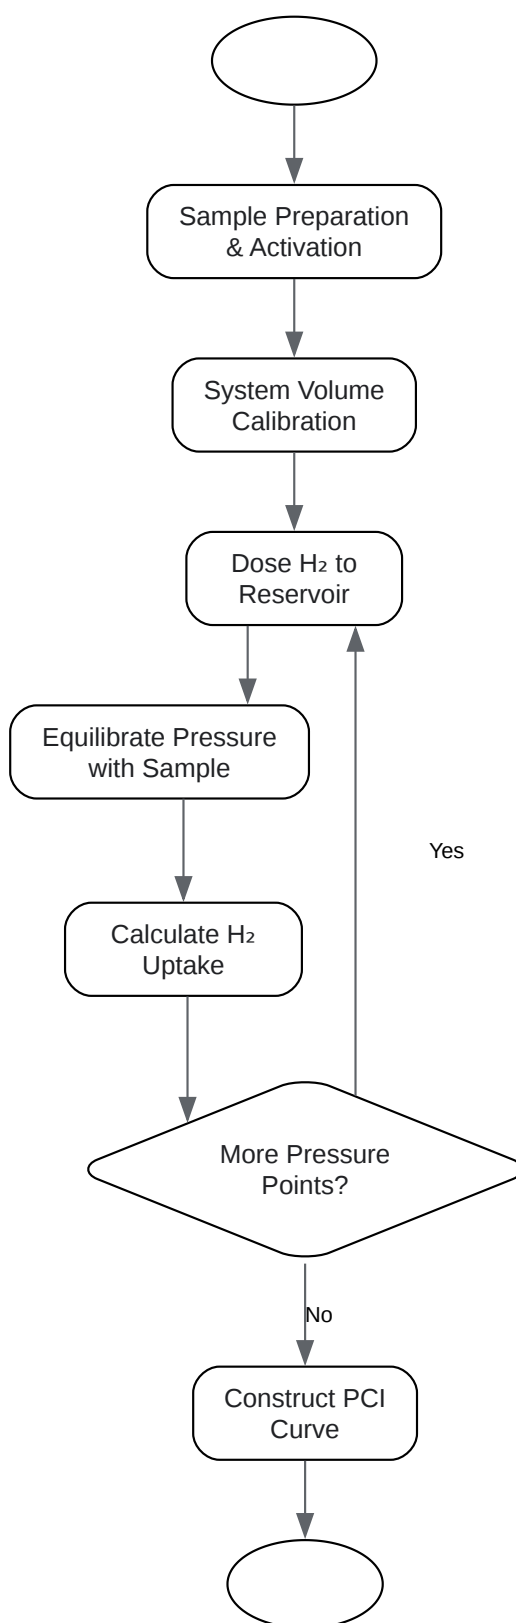 Sample Preparation
& Activation
System Volume
Calibration
Dose H₂ to
Reservoir
Equilibrate Pressure
with Sample
Yes
Calculate H₂
Uptake
More Pressure
Points?
No
Construct PCI
Curve